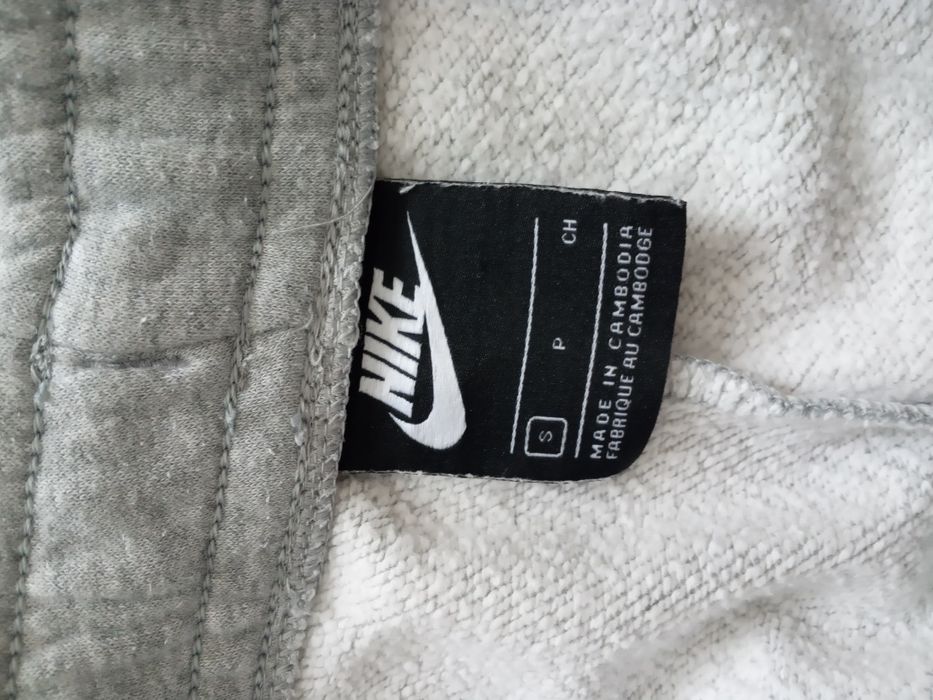 NIKE
S P CH
MADE IN CAMBODIA
FABRIQUE AU CAMBODGE